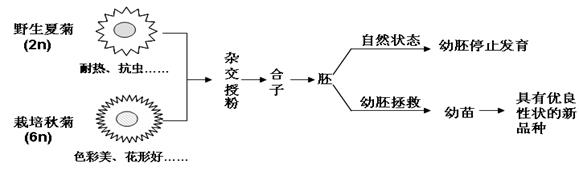 野生夏菊
(2n)
耐热、抗虫……
栽培秋菊
(6n)
色彩美、花形好……
杂交授粉
合子
胚
自然状态
幼胚停止发育
幼胚拯救
幼苗
具有优良
性状的新
品种